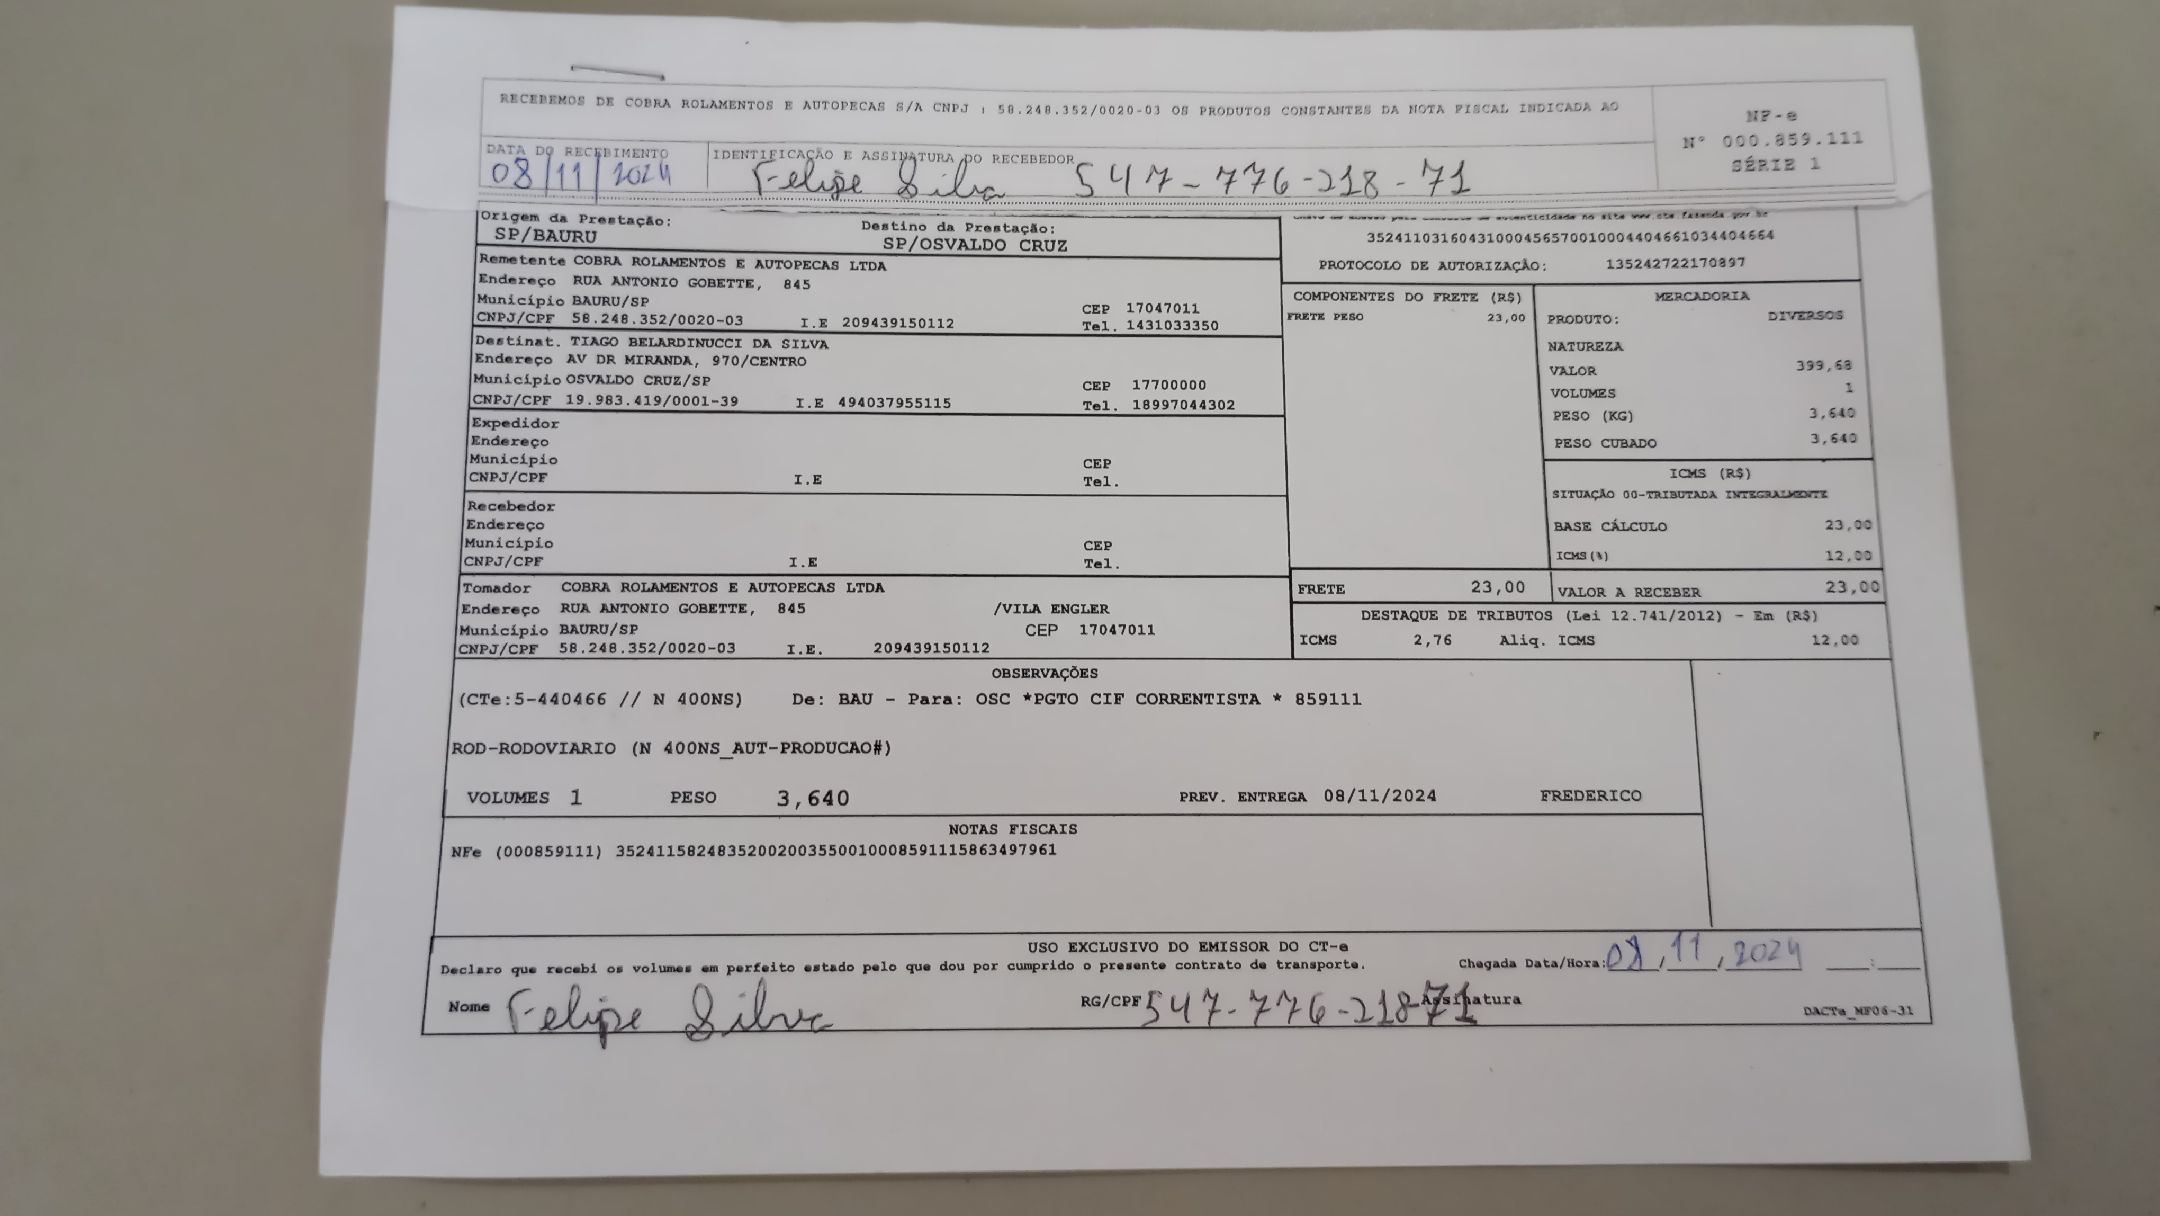 RECEBEMOS DE COBRA ROLAMENTOS E AUTOPECAS S/A CNPJ : 58.248.352/0020-03 OS PRODUTOS CONSTANTES DA NOTA FISCAL INDICADA AO
NF-e
Nº 000.859.111
SÉRIE 1
DATA DO RECEBIMENTO
08/11/2024
IDENTIFICAÇÃO E ASSINATURA DO RECEBEDOR
Felipe Silva 547-776-218-71
Origem da Prestação:
SP/BAURU
Destino da Prestação:
SP/OSVALDO CRUZ
Remetente COBRA ROLAMENTOS E AUTOPECAS LTDA
Endereço RUA ANTONIO GOBETTE, 845
Município BAURU/SP CEP 17047011
CNPJ/CPF 58.248.352/0020-03 I.E 209439150112 Tel. 1431033350
Destinat. TIAGO BELARDINUCCI DA SILVA
Endereço AV DR MIRANDA, 970/CENTRO
Município OSVALDO CRUZ/SP CEP 17700000
CNPJ/CPF 19.983.419/0001-39 I.E 494037955115 Tel. 18997044302
Expedidor
Endereço
Município CEP
CNPJ/CPF I.E Tel.
Recebedor
Endereço
Município CEP
CNPJ/CPF I.E Tel.
Tomador COBRA ROLAMENTOS E AUTOPECAS LTDA
Endereço RUA ANTONIO GOBETTE, 845 /VILA ENGLER
Município BAURU/SP CEP 17047011
CNPJ/CPF 58.248.352/0020-03 I.E. 209439150112
autenticidade no site www.cte.fazenda.gov.br
35241103160431000456570010004404661034404664
PROTOCOLO DE AUTORIZAÇÃO: 135242722170897
COMPONENTES DO FRETE (R$)
FRETE PESO 23,00
MERCADORIA
PRODUTO: DIVERSOS
NATUREZA
VALOR 399,68
VOLUMES 1
PESO (KG) 3,640
PESO CUBADO 3,640
ICMS (R$)
SITUAÇÃO 00-TRIBUTADA INTEGRALMENTE
BASE CÁLCULO 23,00
ICMS(%) 12,00
FRETE 23,00 VALOR A RECEBER 23,00
DESTAQUE DE TRIBUTOS (Lei 12.741/2012) - Em (R$)
ICMS 2,76 Aliq. ICMS 12,00
OBSERVAÇÕES
(CTe:5-440466 // N 400NS) De: BAU - Para: OSC *PGTO CIF CORRENTISTA * 859111
ROD-RODOVIARIO (N 400NS_AUT-PRODUCAO#)
VOLUMES 1 PESO 3,640 PREV. ENTREGA 08/11/2024 FREDERICO
NOTAS FISCAIS
NFe (000859111) 35241158248352002003550010008591115863497961
USO EXCLUSIVO DO EMISSOR DO CT-e
Declaro que recebi os volumes em perfeito estado pelo que dou por cumprido o presente contrato de transporte. Chegada Data/Hora: 08,11,2024 ___:___
Nome Felipe Silva RG/CPF 547-776-218-71 Assinatura
DACTe_MF06-31